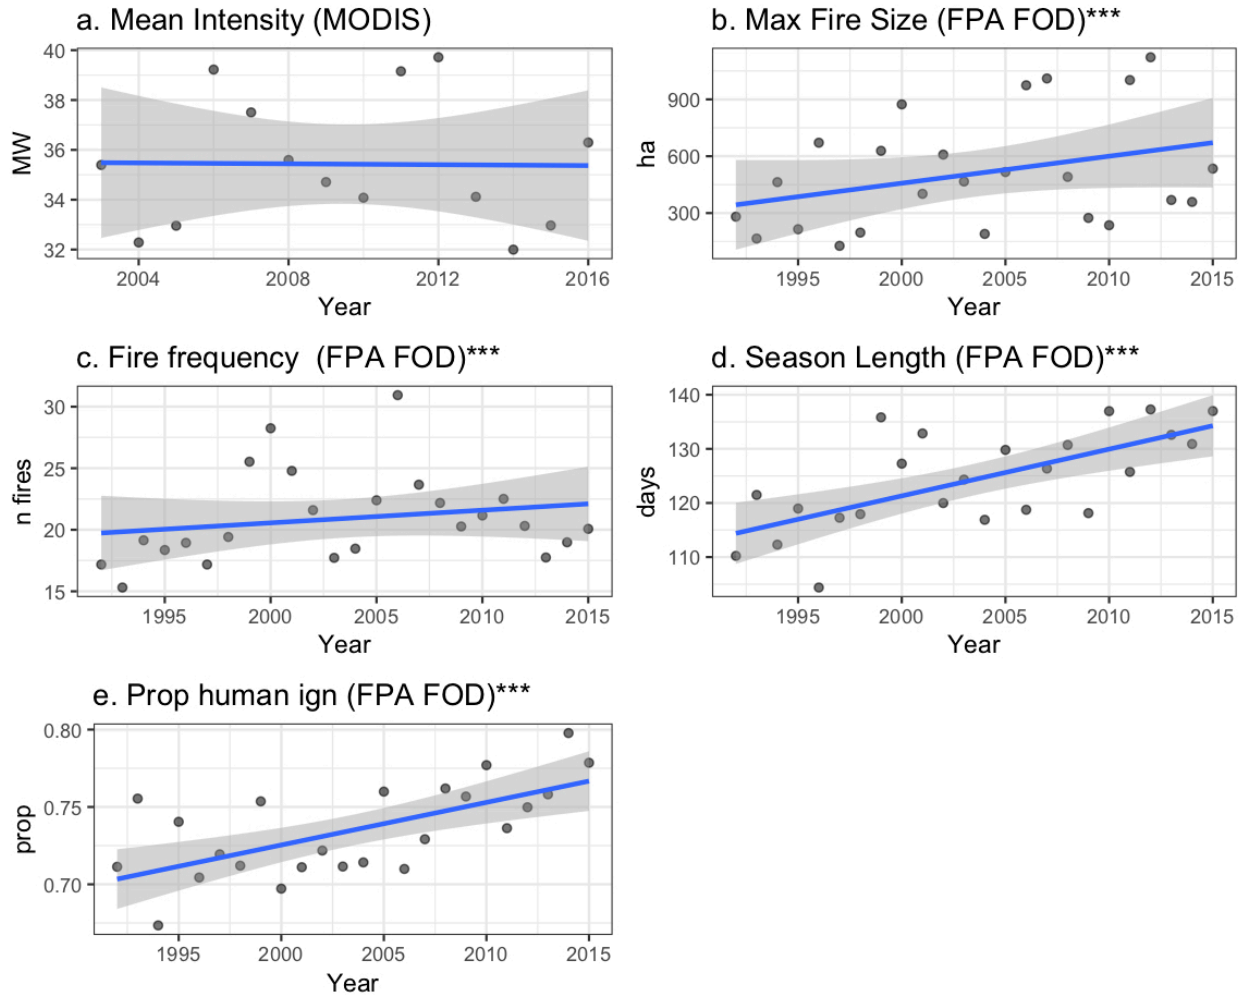 a. Mean Intensity (MODIS)
40
38
36
34
32
MW
2004 2008 2012 2016
Year
b. Max Fire Size (FPA FOD)***
900
600
300
ha
1995 2000 2005 2010 2015
Year
c. Fire frequency (FPA FOD)***
30
25
20
15
n fires
1995 2000 2005 2010 2015
Year
d. Season Length (FPA FOD)***
140
130
120
110
days
1995 2000 2005 2010 2015
Year
e. Prop human ign (FPA FOD)***
0.80
0.75
0.70
prop
1995 2000 2005 2010 2015
Year